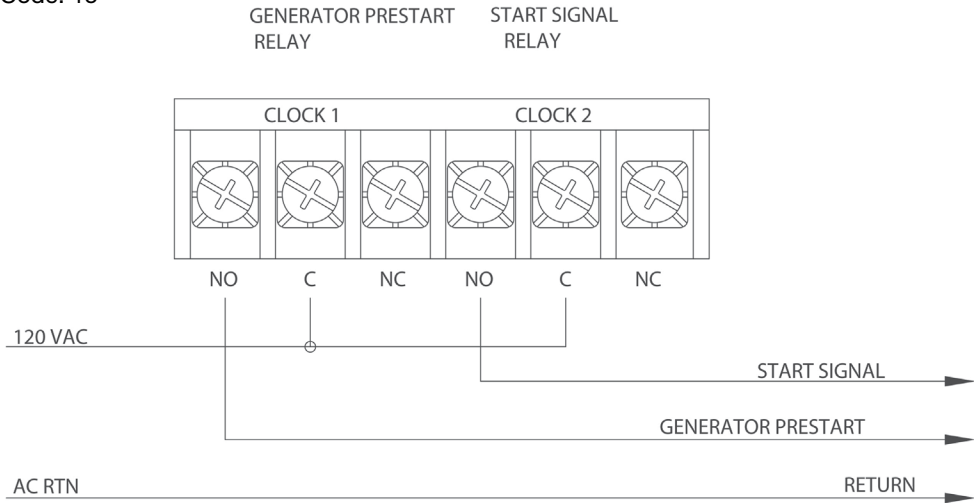 GENERATOR PRESTART
RELAY
START SIGNAL
RELAY
CLOCK 1
CLOCK 2
NO C NC NO C NC
120 VAC
START SIGNAL
GENERATOR PRESTART
AC RTN
RETURN